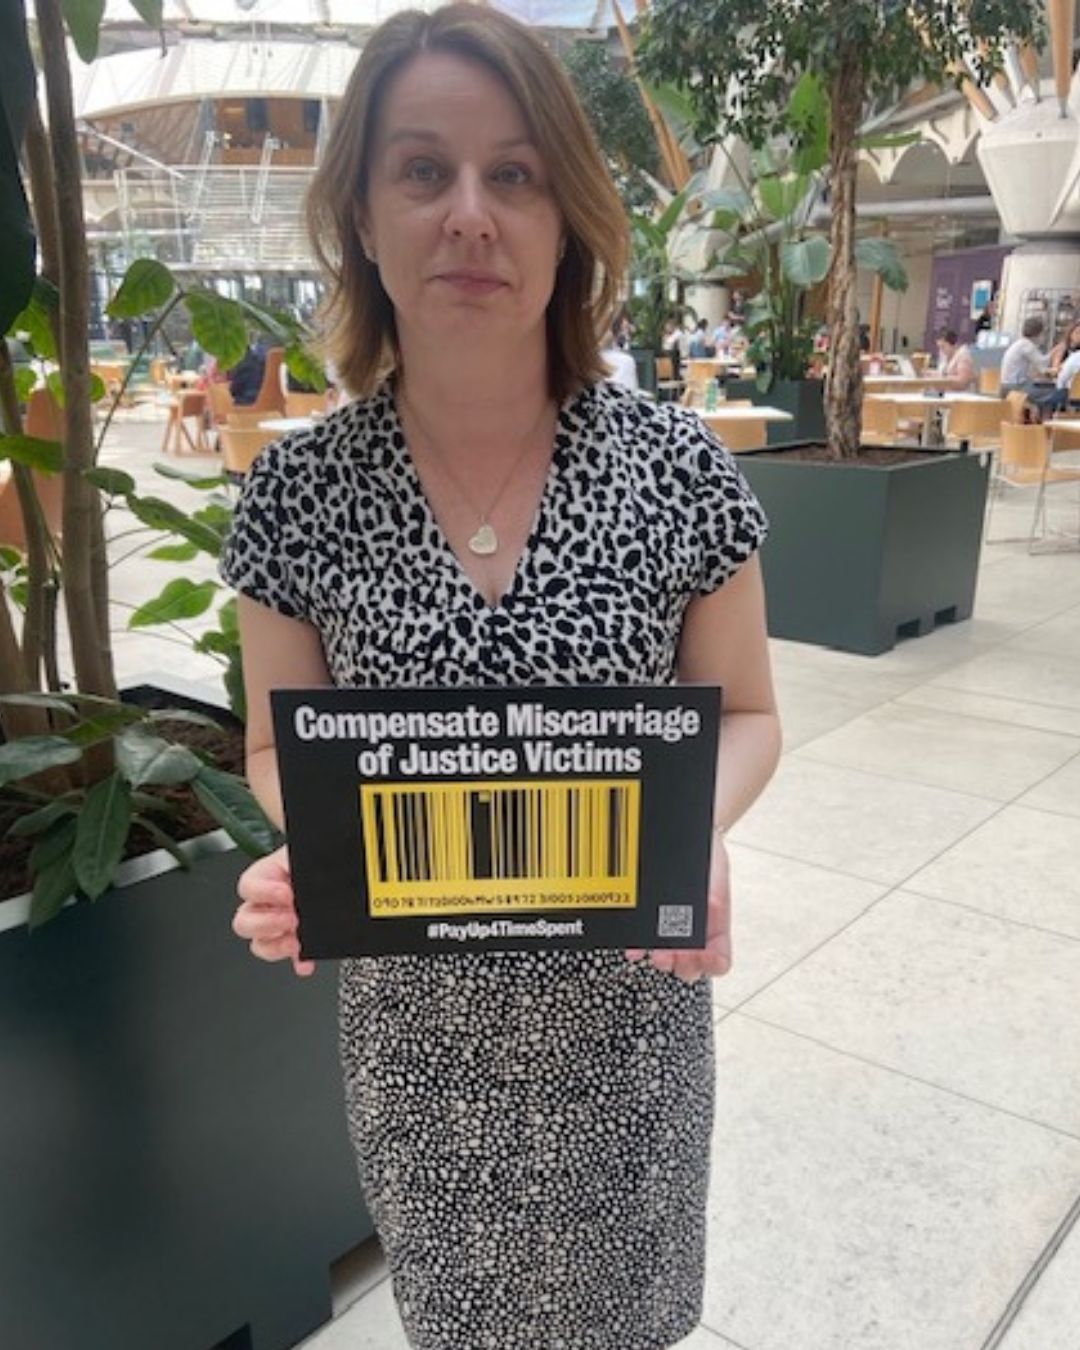 Compensate Miscarriage
of Justice Victims
#PayUp4TimeSpent